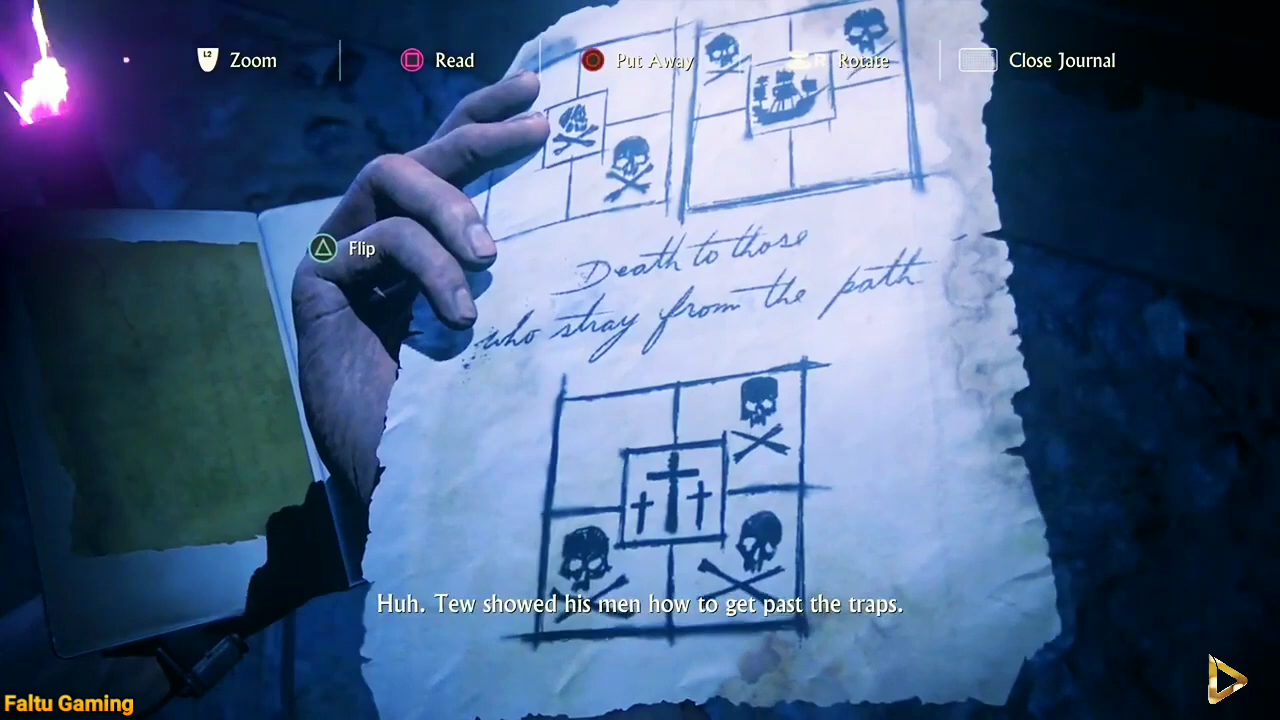 L2 Zoom
Read
Put Away
R Rotate
Close Journal
Flip
Death to those
who stray from the path
Huh. Tew showed his men how to get past the traps.
Faltu Gaming